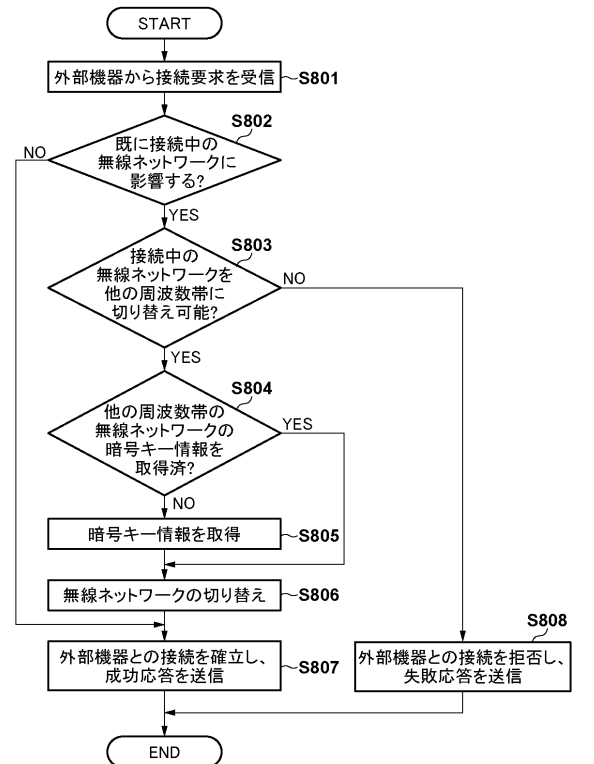 START
外部機器から接続要求を受信
S801
S802
既に接続中の
無線ネットワークに
影響する?
NO
YES
S803
接続中の
無線ネットワークを
他の周波数帯に
切り替え可能?
NO
YES
S804
他の周波数帯の
無線ネットワークの
暗号キー情報を
取得済?
YES
NO
暗号キー情報を取得
S805
無線ネットワークの切り替え
S806
外部機器との接続を確立し、
成功応答を送信
S807
S808
外部機器との接続を拒否し、
失敗応答を送信
END